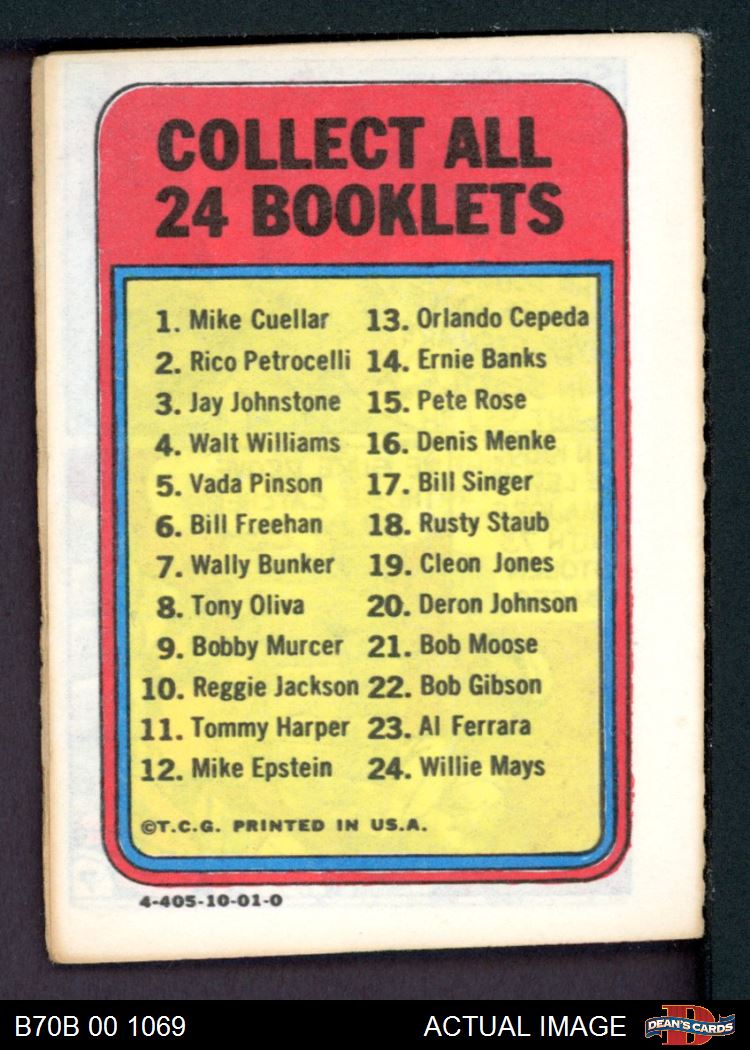 COLLECT ALL
24 BOOKLETS
1. Mike Cuellar
2. Rico Petrocelli
3. Jay Johnstone
4. Walt Williams
5. Vada Pinson
6. Bill Freehan
7. Wally Bunker
8. Tony Oliva
9. Bobby Murcer
10. Reggie Jackson
11. Tommy Harper
12. Mike Epstein
13. Orlando Cepeda
14. Ernie Banks
15. Pete Rose
16. Denis Menke
17. Bill Singer
18. Rusty Staub
19. Cleon Jones
20. Deron Johnson
21. Bob Moose
22. Bob Gibson
23. Al Ferrara
24. Willie Mays
©T.C.G. PRINTED IN U.S.A.
4-405-10-01-0
B70B 00 1069
ACTUAL IMAGE
DEAN'S CARDS